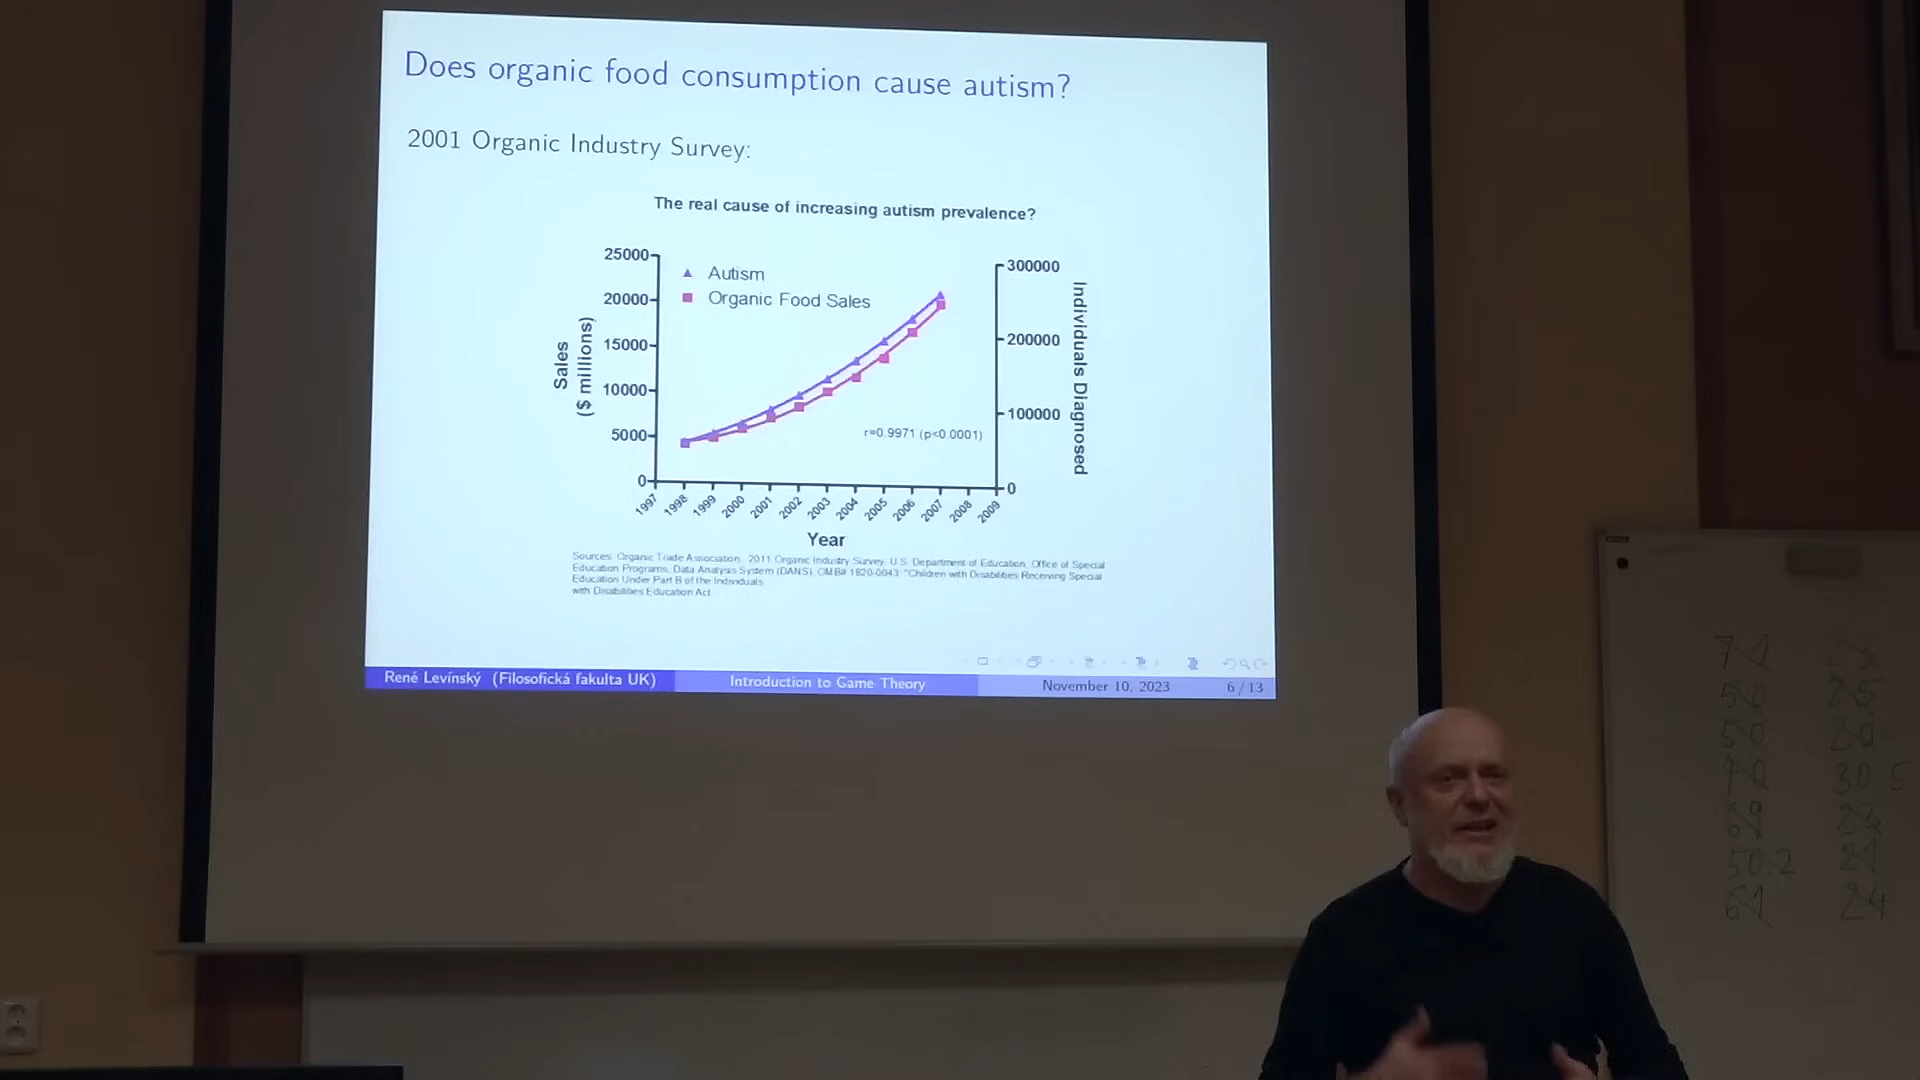 Does organic food consumption cause autism?
2001 Organic Industry Survey:
The real cause of increasing autism prevalence?
25000
20000
15000
10000
5000
0
Sales
($ millions)
Autism
Organic Food Sales
r=0.9971 (p<0.0001)
300000
200000
100000
0
Individuals Diagnosed
1997 1998 1999 2000 2001 2002 2003 2004 2005 2006 2007 2008 2009
Year
Sources: Organic Trade Association, 2011 Organic Industry Survey, U.S. Department of Education, Office of Special
Education Programs, Data Analysis System (DANS), OMB# 1820-0043: "Children with Disabilities Receiving Special
Education Under Part B of the Individuals
with Disabilities Education Act
René Levínský (Filosofická fakulta UK)
Introduction to Game Theory
November 10, 2023
6 / 13
50.2
24